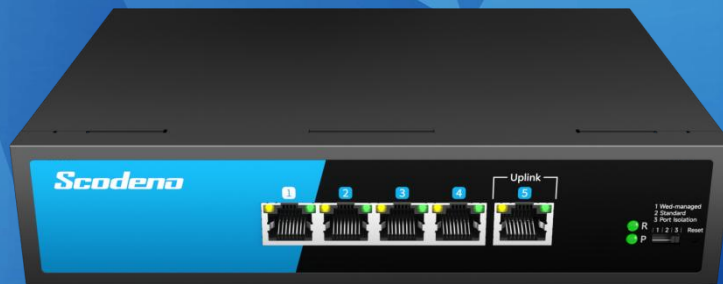 Scodeno
1 2 3 4
Uplink
5
1 Wed-managed
2 Standard
3 Port Isolation
R | 1 | 2 | 3 | Reset
P